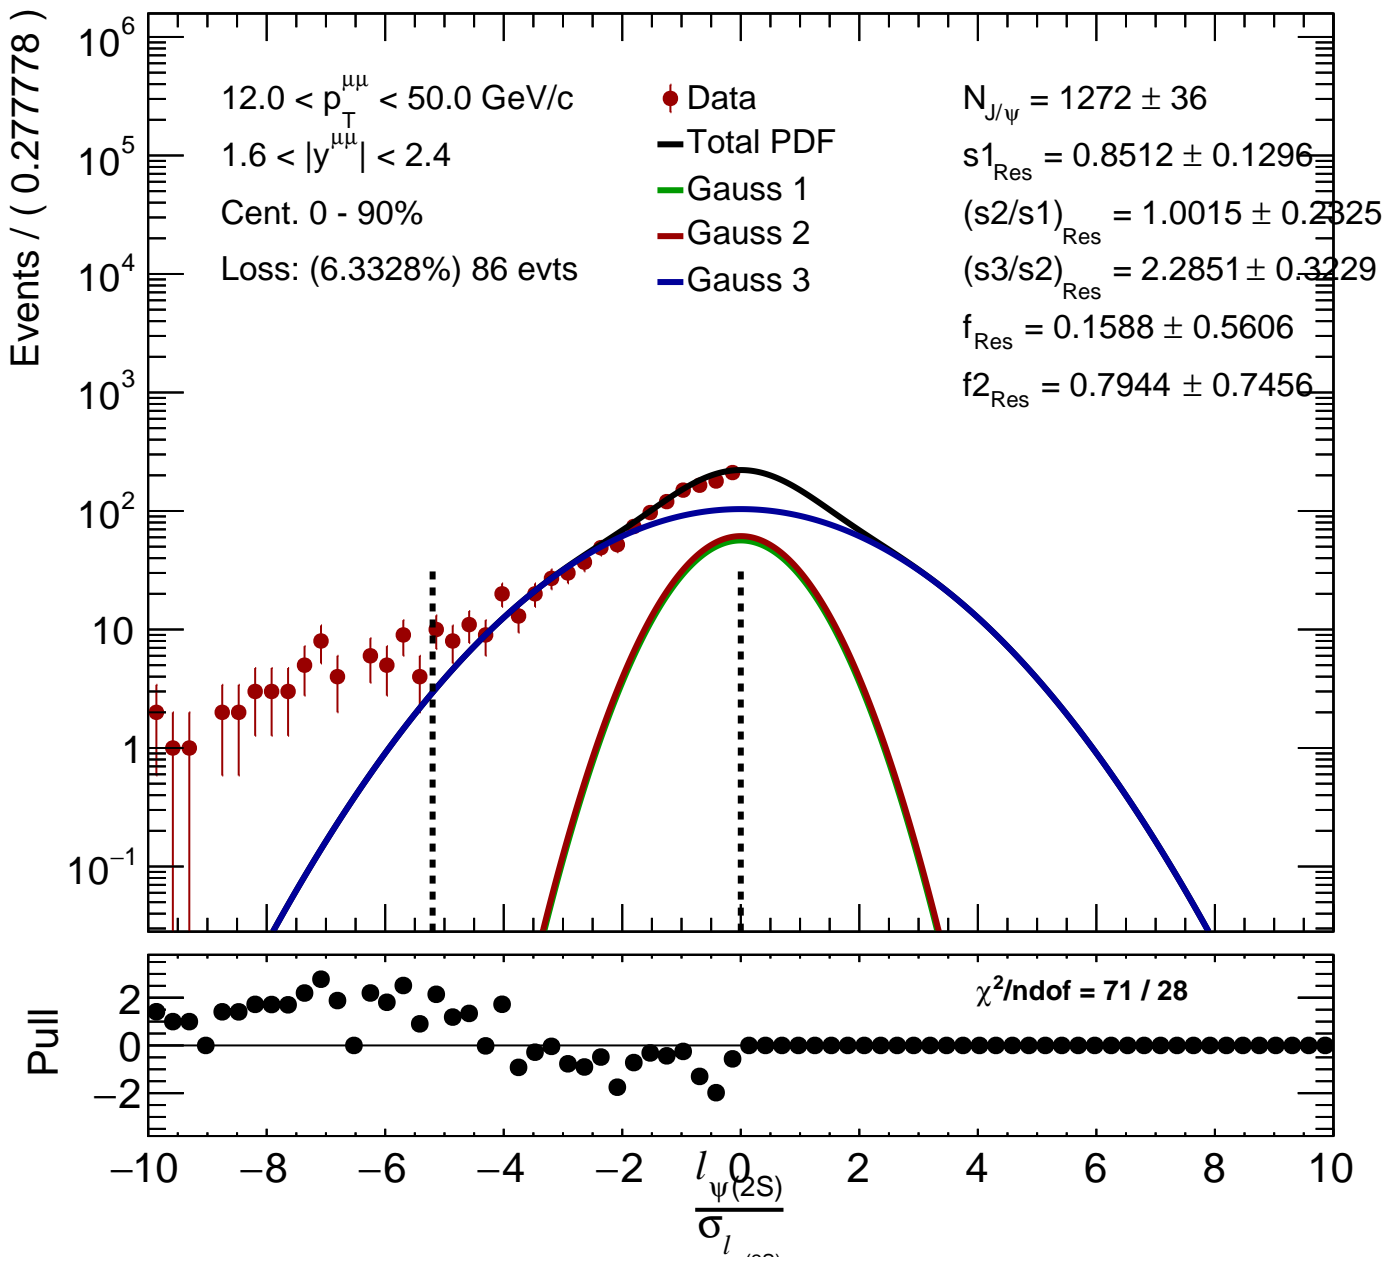 Events / ( 0.277778 )
10^6
10^5
10^4
10^3
10^2
10
1
10^−1
12.0 < p_T^μμ < 50.0 GeV/c
1.6 < |y^μμ| < 2.4
Cent. 0 - 90%
Loss: (6.3328%) 86 evts
Data
Total PDF
Gauss 1
Gauss 2
Gauss 3
N_J/ψ = 1272 ± 36
s1_Res = 0.8512 ± 0.1296
(s2/s1)_Res = 1.0015 ± 0.2325
(s3/s2)_Res = 2.2851 ± 0.3229
f_Res = 0.1588 ± 0.5606
f2_Res = 0.7944 ± 0.7456
Pull
2
0
−2
χ²/ndof = 71 / 28
−10 −8 −6 −4 −2 0 2 4 6 8 10
l_ψ(2S)
σ_l